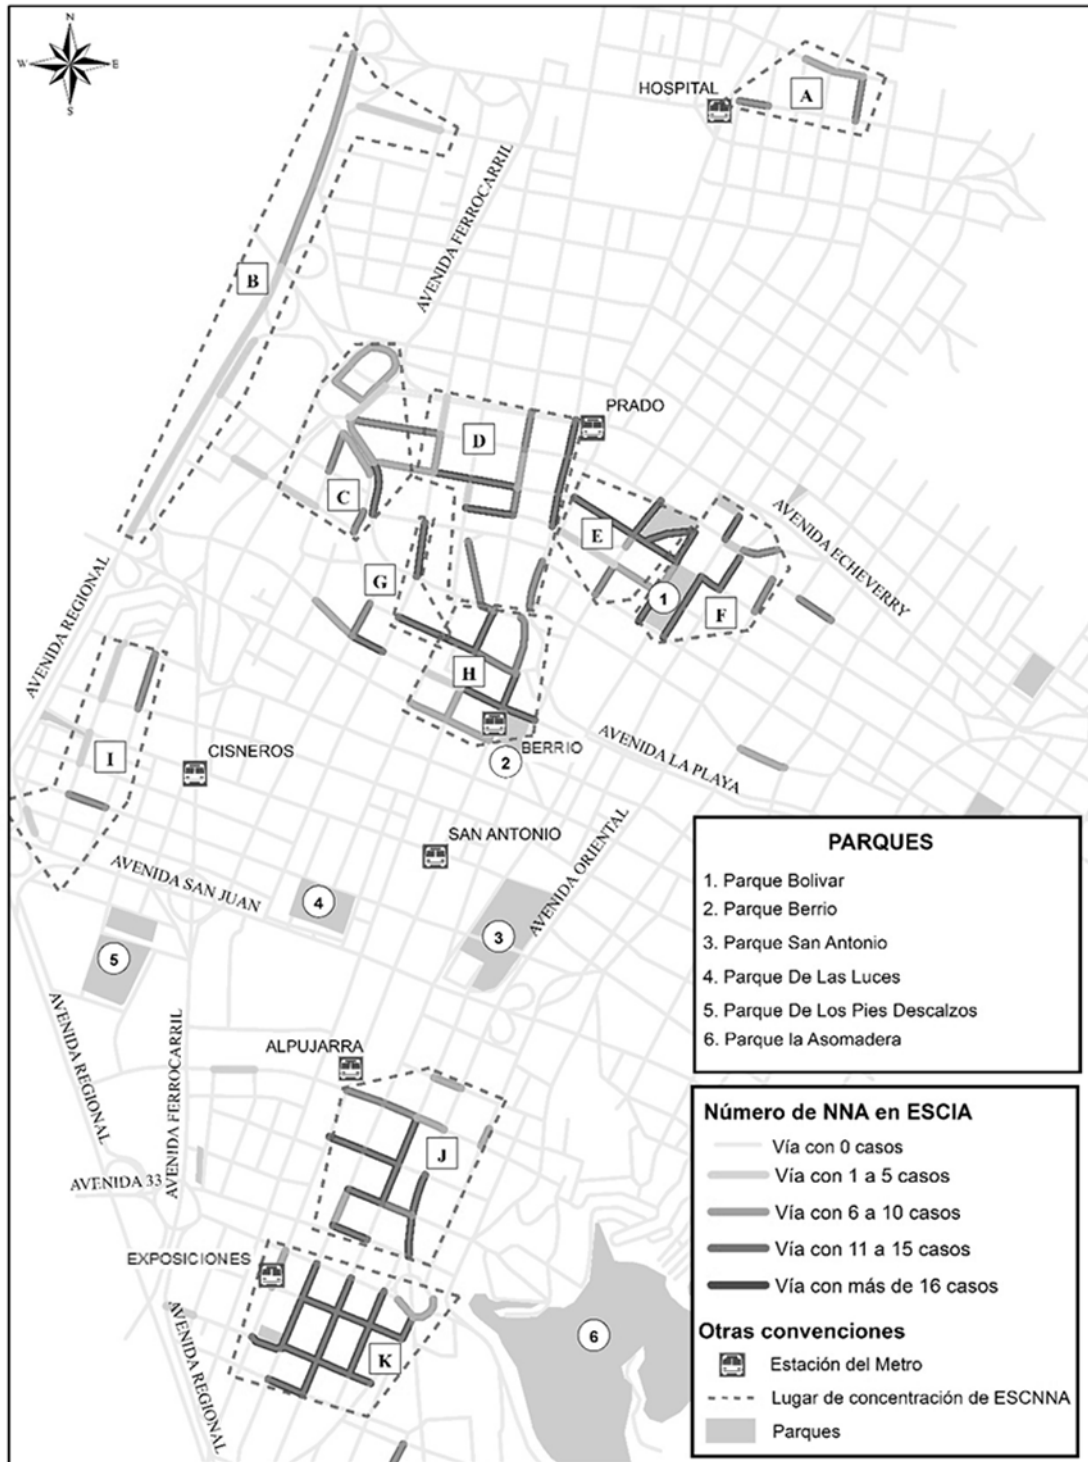 N
W
E
S
HOSPITAL
A
AVENIDA FERROCARRIL
B
PRADO
D
C
E
AVENIDA ECHEVERRY
G
1
F
AVENIDA REGIONAL
H
I
CISNEROS
BERRIO
2
AVENIDA LA PLAYA
SAN ANTONIO
AVENIDA ORIENTAL
AVENIDA SAN JUAN
4
3
5
PARQUES
1. Parque Bolivar
2. Parque Berrio
3. Parque San Antonio
4. Parque De Las Luces
5. Parque De Los Pies Descalzos
6. Parque la Asomadera
AVENIDA REGIONAL
AVENIDA FERROCARRIL
ALPUJARRA
J
AVENIDA 33
EXPOSICIONES
K
6
AVENIDA REGIONAL
Número de NNA en ESCIA
Vía con 0 casos
Vía con 1 a 5 casos
Vía con 6 a 10 casos
Vía con 11 a 15 casos
Vía con más de 16 casos
Otras convenciones
Estación del Metro
Lugar de concentración de ESCNNA
Parques